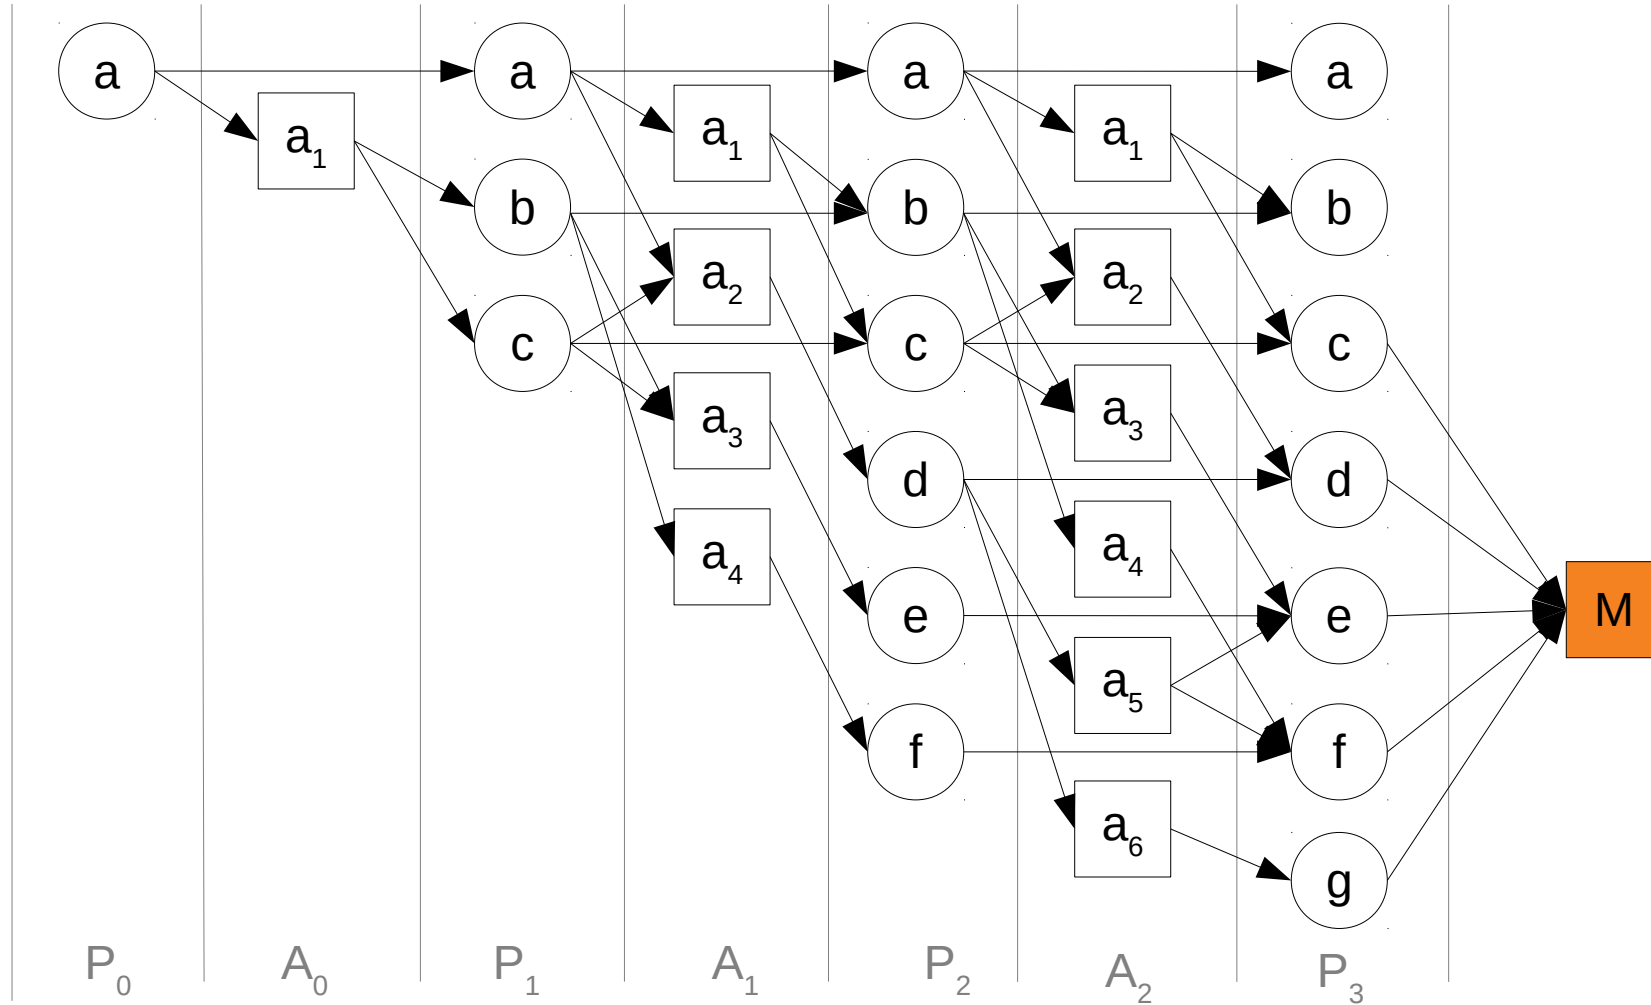 a a a a
a₁ a₁ a₁
b b b
a₂ a₂
c c c
a₃ a₃
d d
a₄ a₄
e e M
a₅
f f
a₆
g
P₀ A₀ P₁ A₁ P₂ A₂ P₃